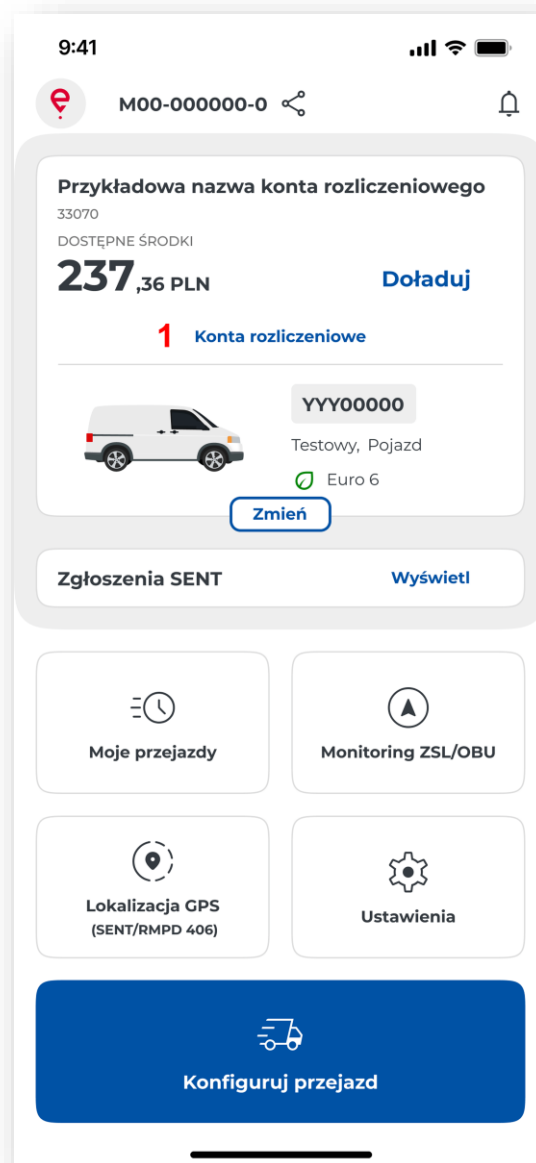 9:41
M00-000000-0
Przykładowa nazwa konta rozliczeniowego
33070
DOSTĘPNE ŚRODKI
237,36 PLN Doładuj
1 Konta rozliczeniowe
YYY00000
Testowy, Pojazd
Euro 6
Zmień
Zgłoszenia SENT Wyświetl
Moje przejazdy Monitoring ZSL/OBU
Lokalizacja GPS
(SENT/RMPD 406)
Ustawienia
Konfiguruj przejazd